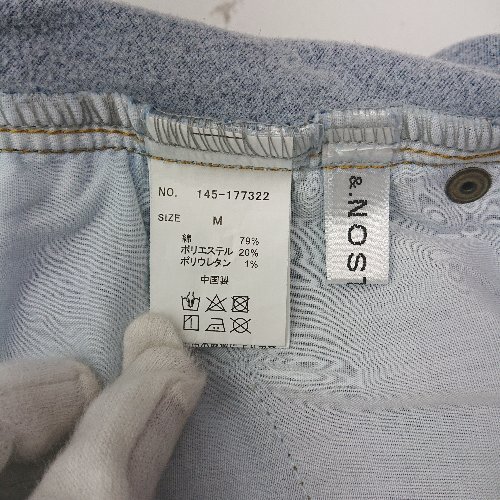 NO. 145-177322
SIZE M
綿 79%
ポリエステル 20%
ポリウレタン 1%
中国製
&.NOST